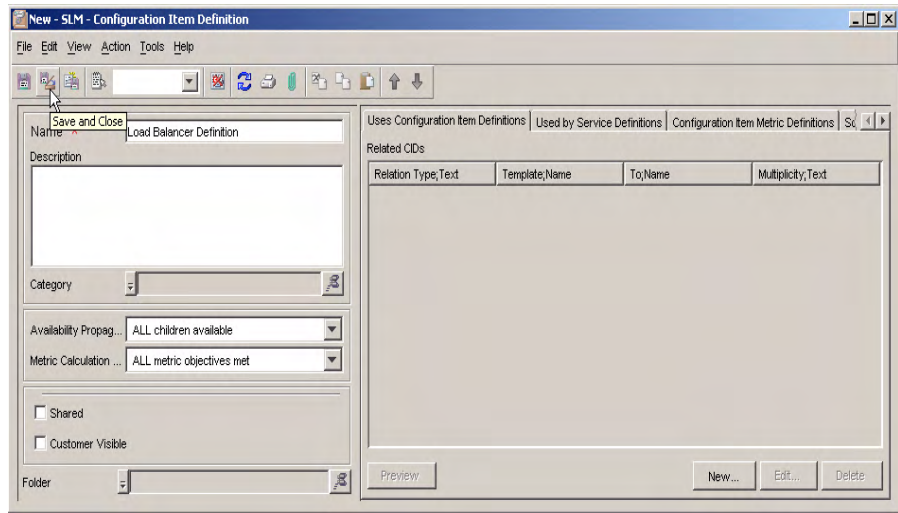 New - SLM - Configuration Item Definition
File Edit View Action Tools Help
Save and Close
Name * Load Balancer Definition
Description
Category
Availability Propag... ALL children available
Metric Calculation ... ALL metric objectives met
Shared
Customer Visible
Folder
Uses Configuration Item Definitions Used by Service Definitions Configuration Item Metric Definitions
Related CIDs
Relation Type;Text Template;Name To;Name Multiplicity;Text
Preview New... Edit... Delete